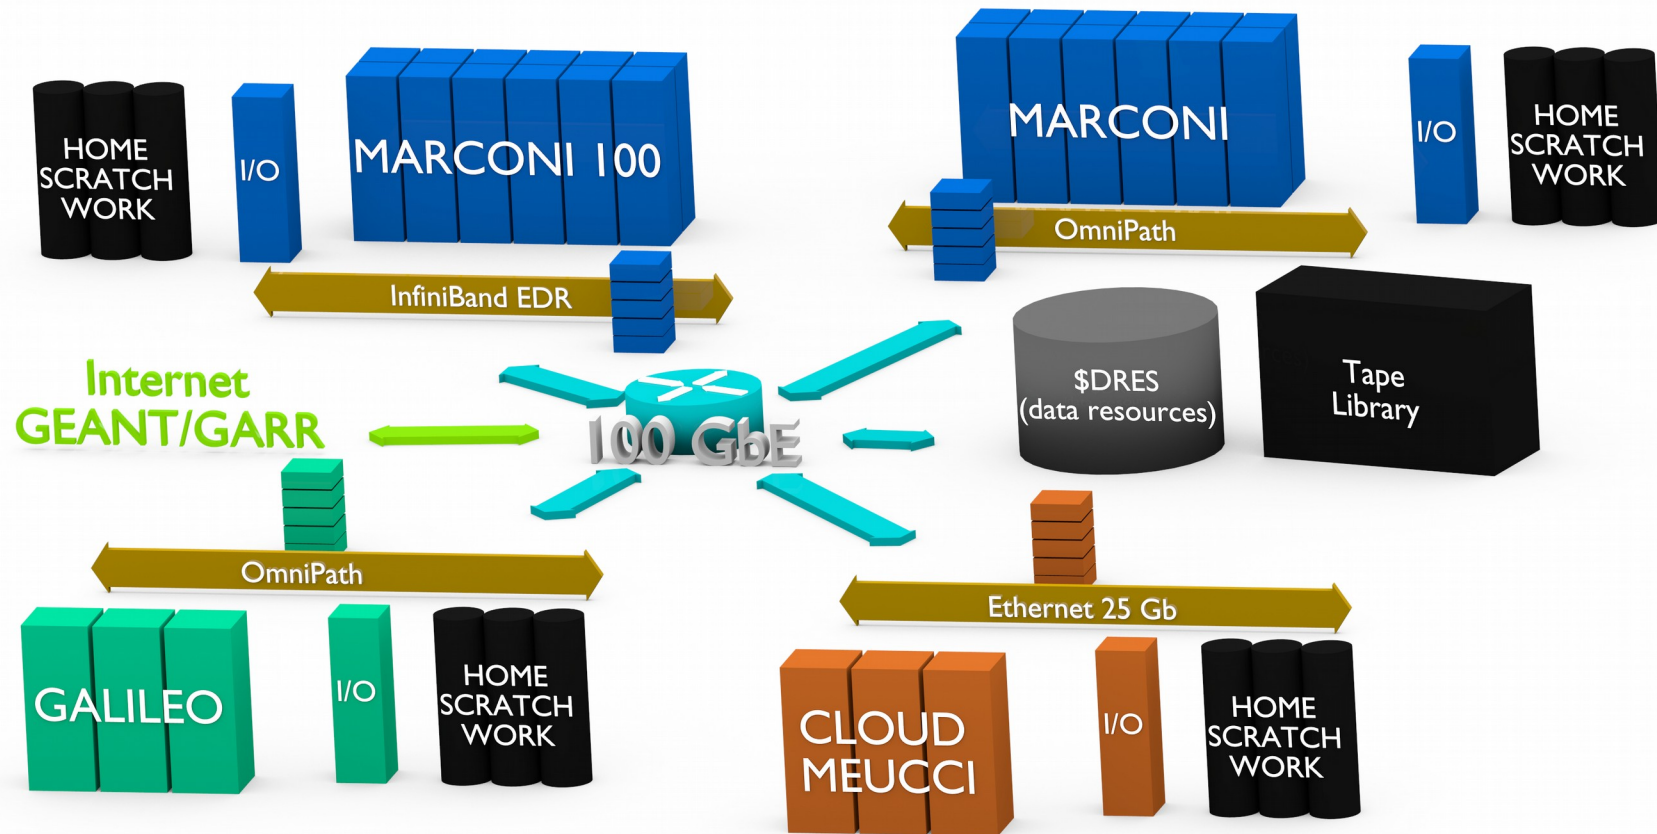 HOME
SCRATCH
WORK
I/O
MARCONI 100
InfiniBand EDR
MARCONI
OmniPath
I/O
HOME
SCRATCH
WORK
Internet
GEANT/GARR
100 GbE
$DRES
(data resources)
Tape
Library
OmniPath
GALILEO
I/O
HOME
SCRATCH
WORK
Ethernet 25 Gb
CLOUD
MEUCCI
I/O
HOME
SCRATCH
WORK